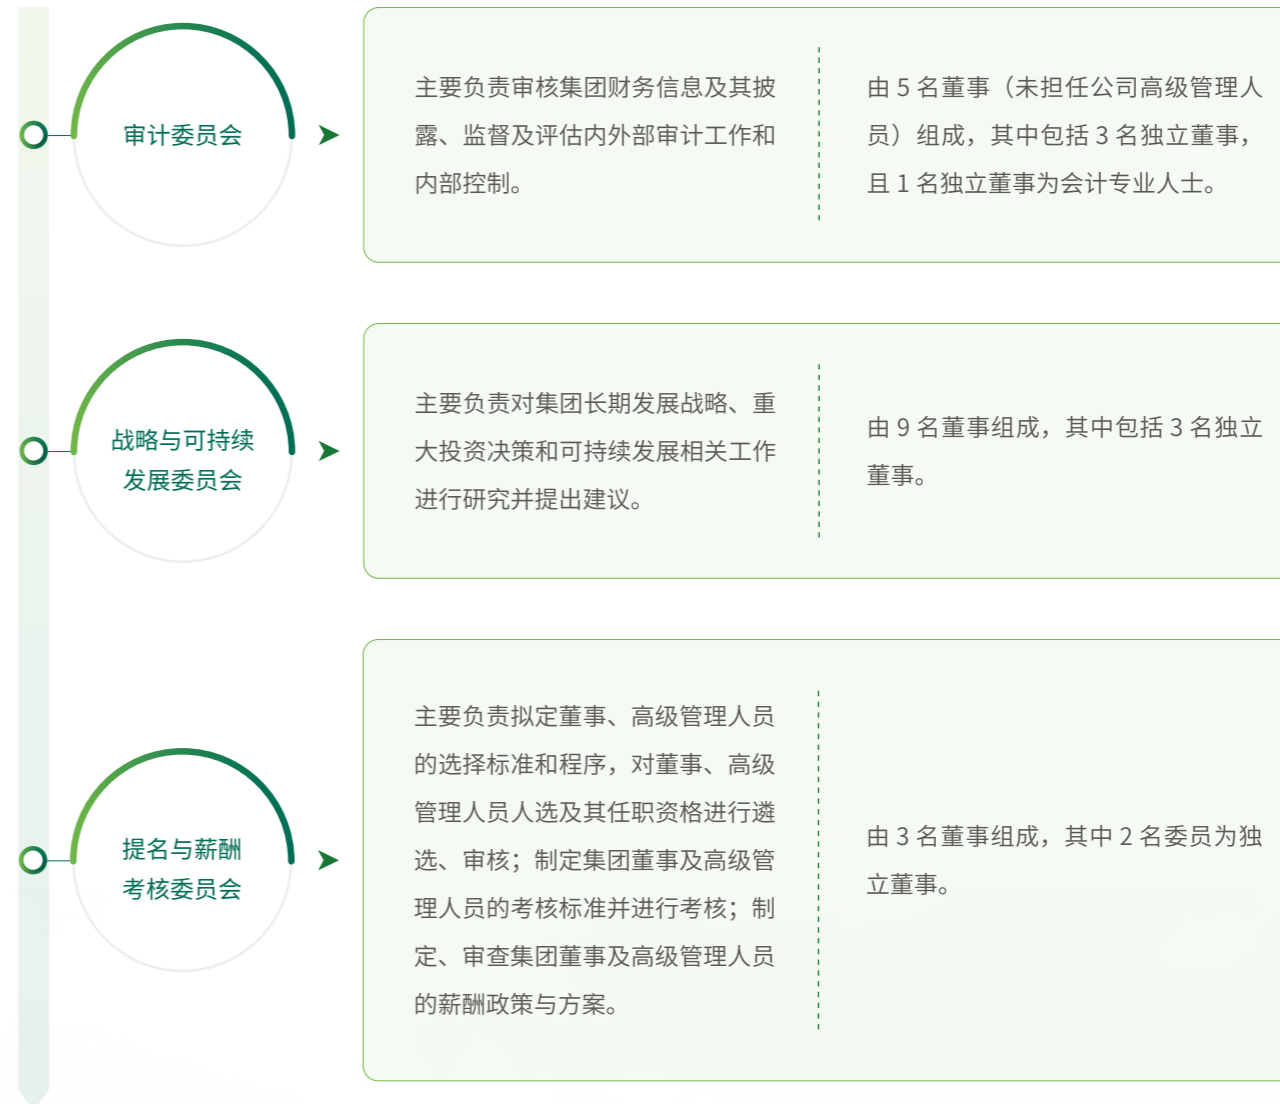 审计委员会
主要负责审核集团财务信息及其披
露、监督及评估内外部审计工作和
内部控制。
由 5 名董事（未担任公司高级管理人
员）组成，其中包括 3 名独立董事，
且 1 名独立董事为会计专业人士。
战略与可持续
发展委员会
主要负责对集团长期发展战略、重
大投资决策和可持续发展相关工作
进行研究并提出建议。
由 9 名董事组成，其中包括 3 名独立
董事。
提名与薪酬
考核委员会
主要负责拟定董事、高级管理人员
的选择标准和程序，对董事、高级
管理人员人选及其任职资格进行遴
选、审核；制定集团董事及高级管
理人员的考核标准并进行考核；制
定、审查集团董事及高级管理人员
的薪酬政策与方案。
由 3 名董事组成，其中 2 名委员为独
立董事。